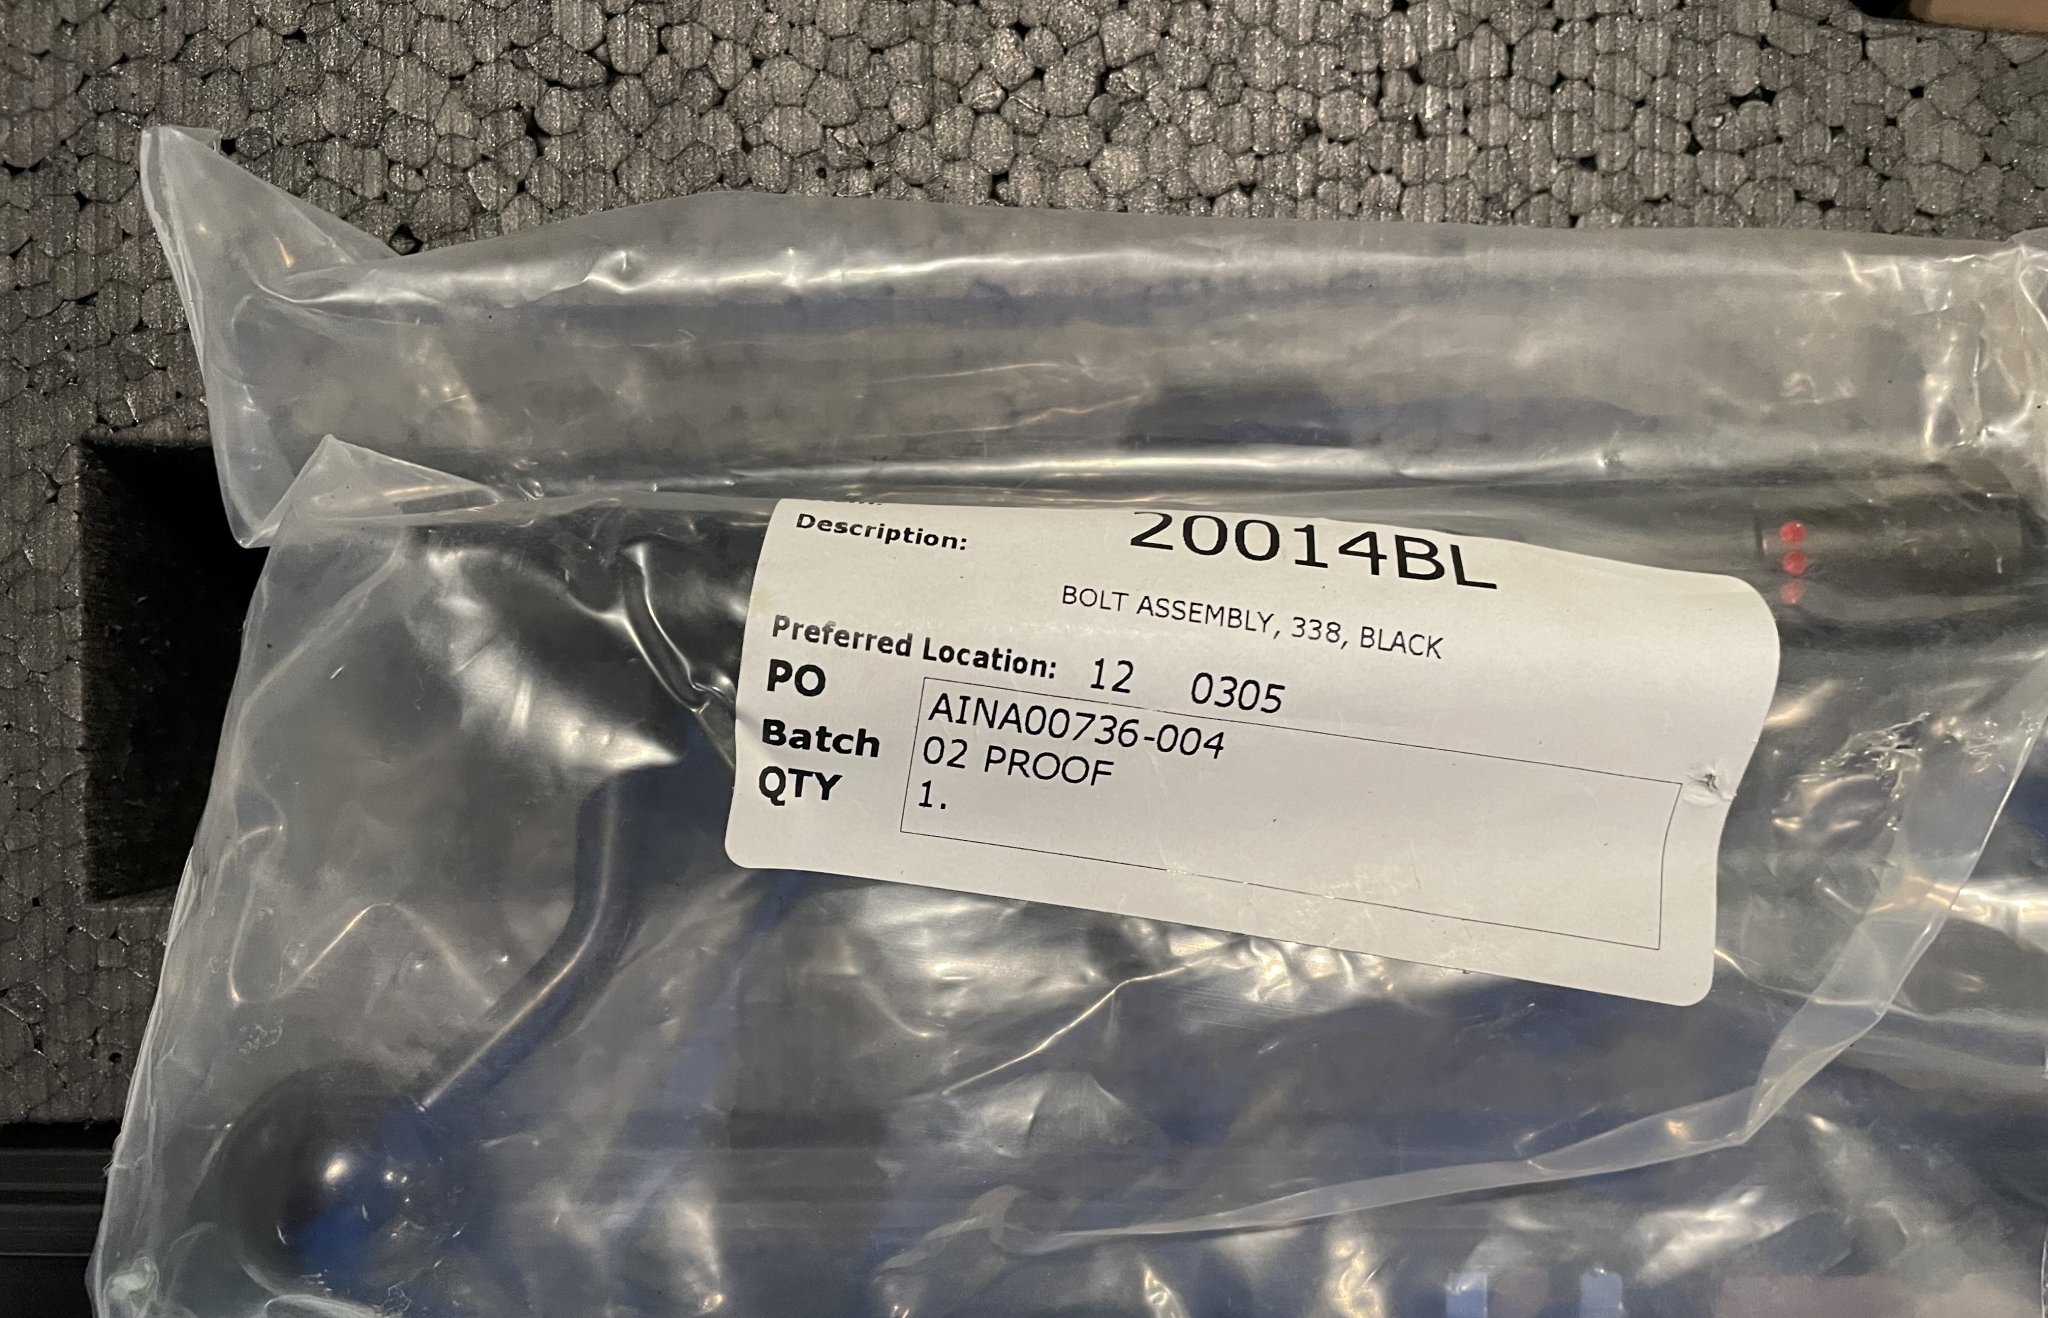 20014BL
Description:
BOLT ASSEMBLY, 338, BLACK
Preferred Location: 12 0305
PO AINA00736-004
Batch 02 PROOF
QTY 1.